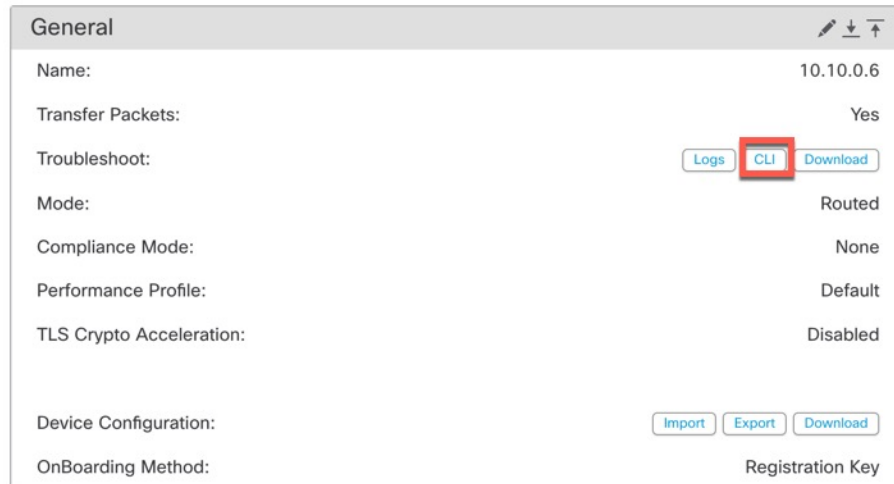 General
Name: 10.10.0.6
Transfer Packets: Yes
Troubleshoot: Logs CLI Download
Mode: Routed
Compliance Mode: None
Performance Profile: Default
TLS Crypto Acceleration: Disabled
Device Configuration: Import Export Download
OnBoarding Method: Registration Key